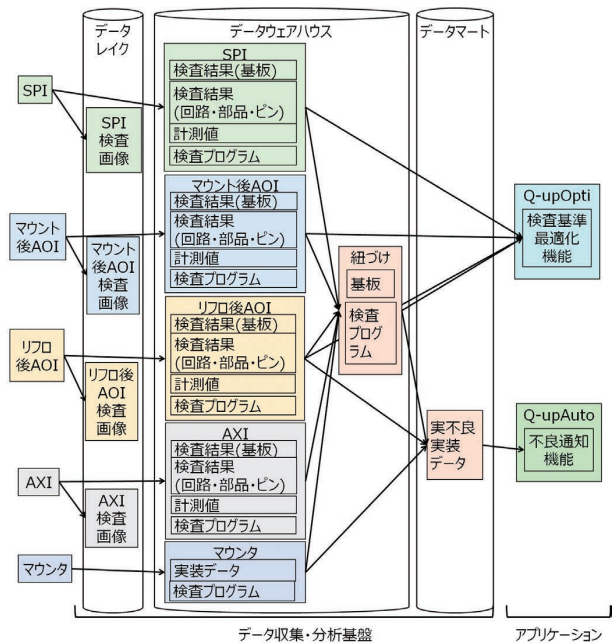 データ
レイク
データウェアハウス
データマート
SPI
SPI
検査
画像
SPI
検査結果(基板)
検査結果
(回路・部品・ピン)
計測値
検査プログラム
マウント
後AOI
マウント
後AOI
検査
画像
マウント後AOI
検査結果(基板)
検査結果
(回路・部品・ピン)
計測値
検査プログラム
リフロ
後AOI
リフロ後
AOI
検査
画像
リフロ後AOI
検査結果(基板)
検査結果
(回路・部品・ピン)
計測値
検査プログラム
AXI
AXI
検査
画像
AXI
検査結果(基板)
検査結果
(回路・部品・ピン)
計測値
検査プログラム
マウンタ
マウンタ
実装データ
検査プログラム
紐づけ
基板
検査
プログ
ラム
実不良
実装
データ
Q-upOpti
検査基準
最適化
機能
Q-upAuto
不良通知
機能
データ収集・分析基盤
アプリケーション